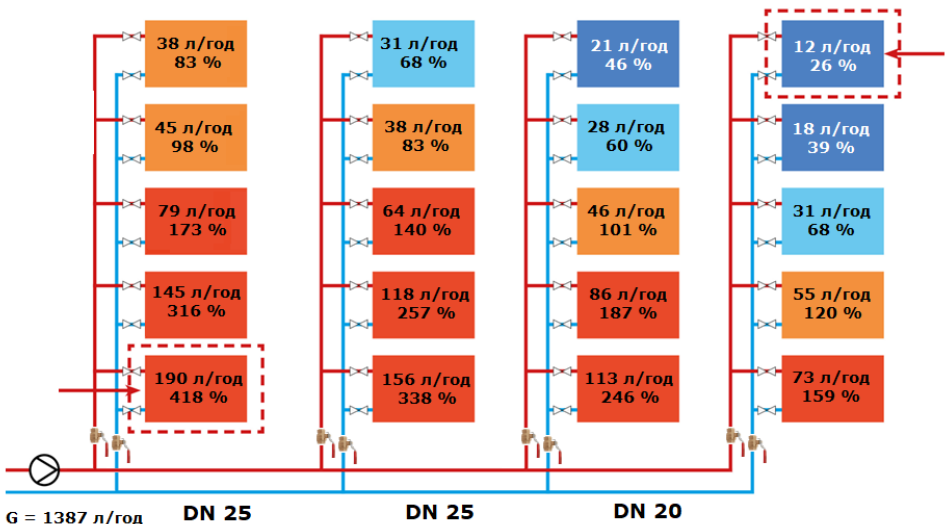 38 л/год
83 %
31 л/год
68 %
21 л/год
46 %
12 л/год
26 %
45 л/год
98 %
38 л/год
83 %
28 л/год
60 %
18 л/год
39 %
79 л/год
173 %
64 л/год
140 %
46 л/год
101 %
31 л/год
68 %
145 л/год
316 %
118 л/год
257 %
86 л/год
187 %
55 л/год
120 %
190 л/год
418 %
156 л/год
338 %
113 л/год
246 %
73 л/год
159 %
G = 1387 л/год
DN 25
DN 25
DN 20